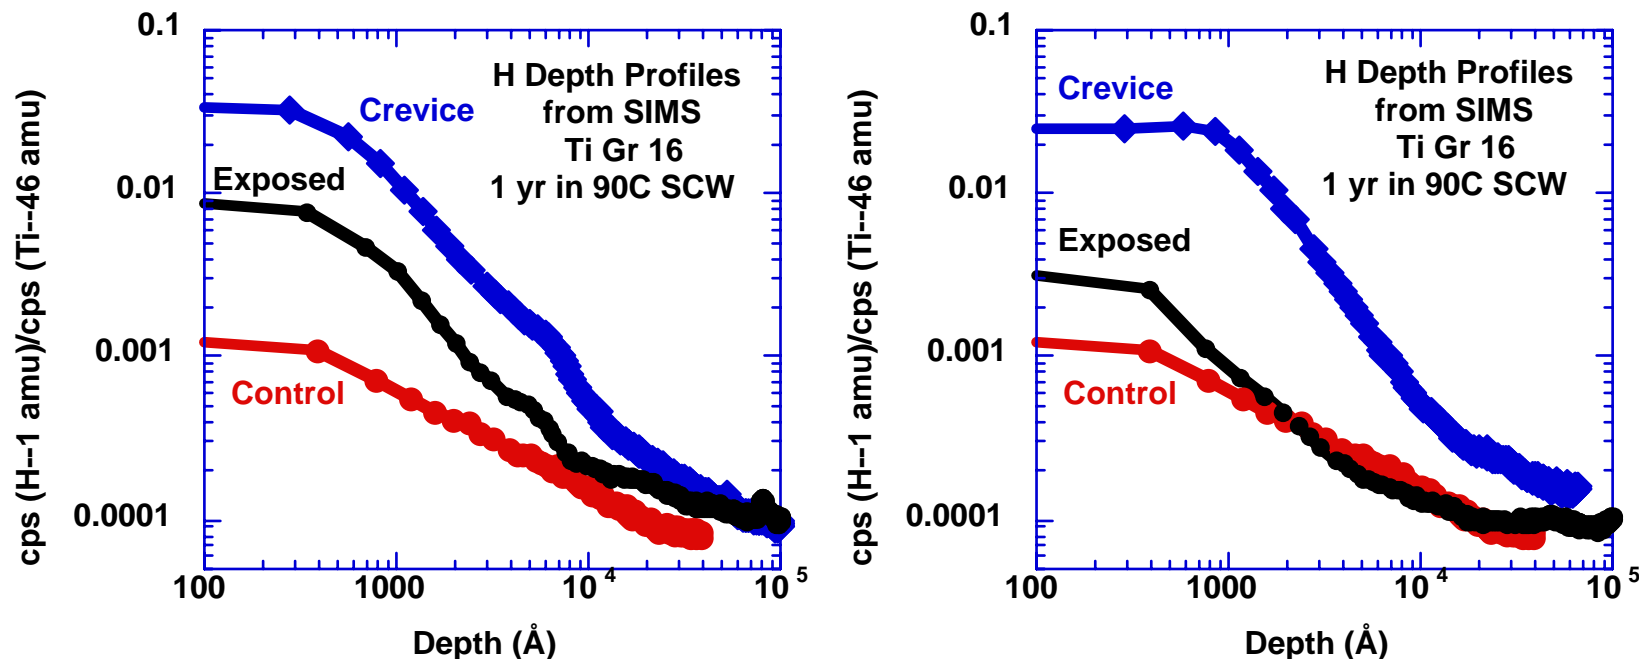 cps (H--1 amu)/cps (Ti--46 amu)
0.1
0.01
0.001
0.0001
Crevice
Exposed
Control
H Depth Profiles
from SIMS
Ti Gr 16
1 yr in 90C SCW
100
1000
10 4
10 5
Depth (Å)
cps (H--1 amu)/cps (Ti--46 amu)
0.1
0.01
0.001
0.0001
Crevice
Exposed
Control
H Depth Profiles
from SIMS
Ti Gr 16
1 yr in 90C SCW
100
1000
10 4
10 5
Depth (Å)